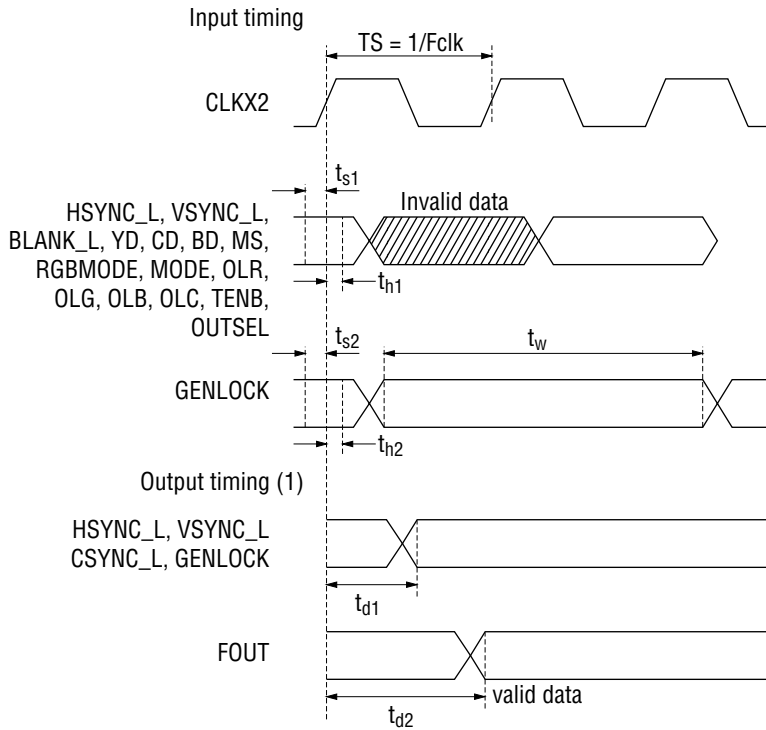 Input timing
TS = 1/Fclk
CLKX2
ts1
Invalid data
HSYNC_L, VSYNC_L,
BLANK_L, YD, CD, BD, MS,
RGBMODE, MODE, OLR,
OLG, OLB, OLC, TENB,
OUTSEL
th1
ts2
tw
GENLOCK
th2
Output timing (1)
HSYNC_L, VSYNC_L
CSYNC_L, GENLOCK
td1
FOUT
valid data
td2